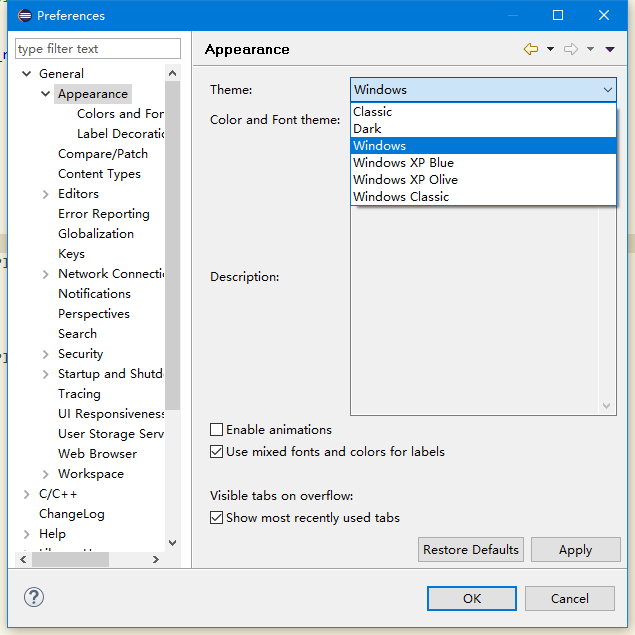 Preferences
type filter text
General
Appearance
Colors and For
Label Decoratic
Compare/Patch
Content Types
Editors
Error Reporting
Globalization
Keys
Network Connectic
Notifications
Perspectives
Search
Security
Startup and Shutd
Tracing
UI Responsiveness
User Storage Serv
Web Browser
Workspace
C/C++
ChangeLog
Help
Appearance
Theme:
Windows
Classic
Dark
Windows
Windows XP Blue
Windows XP Olive
Windows Classic
Color and Font theme:
Description:
Enable animations
Use mixed fonts and colors for labels
Visible tabs on overflow:
Show most recently used tabs
Restore Defaults
Apply
?
OK
Cancel